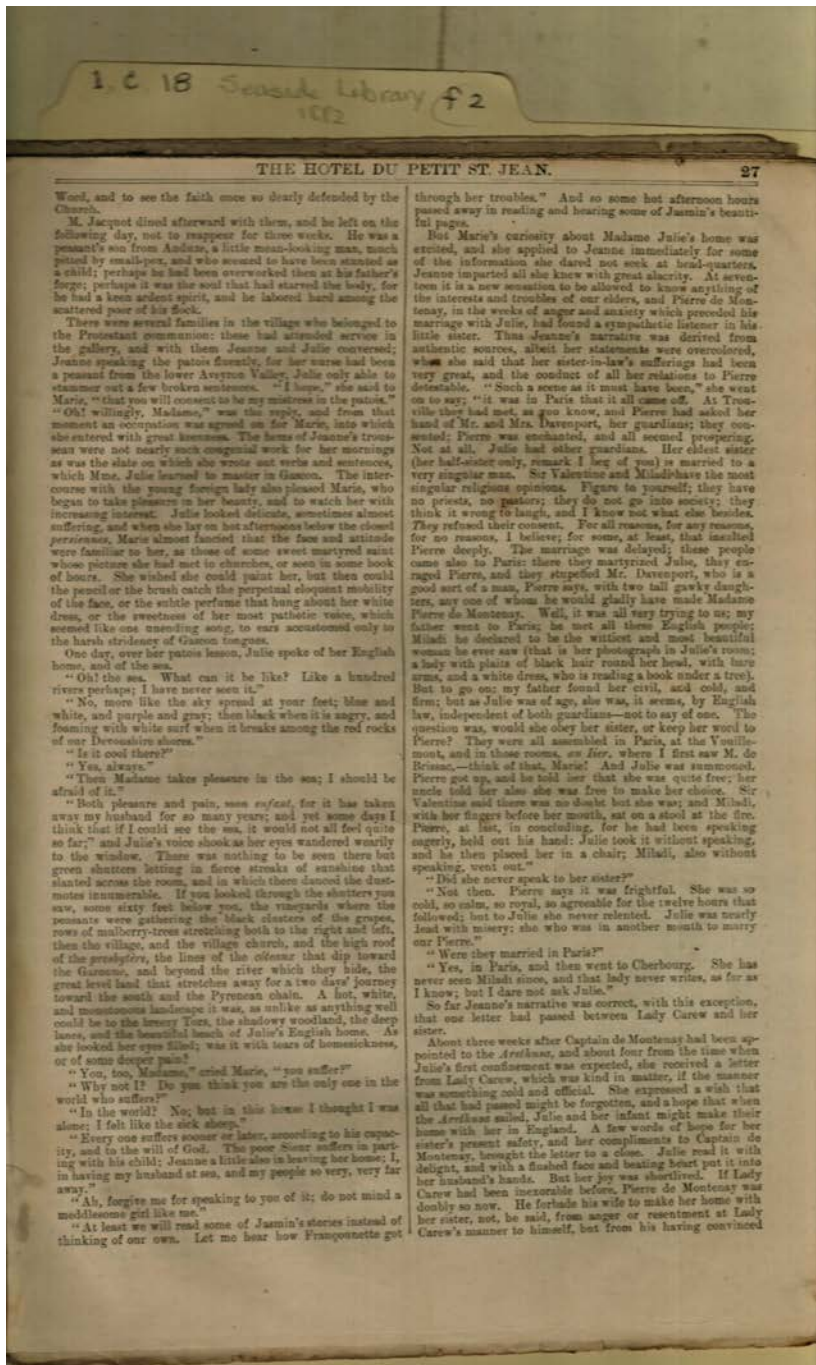 1. C 18 Seaside Library f 2
1882
THE HOTEL DU PETIT ST. JEAN. 27
Word, and to see the faith once so dearly defended by the
Church.
M. Jacquot dined afterward with them, and he left on the
following day, not to reappear for three weeks. He was a
peasant's son from Anduze, a little mean-looking man, much
pitted by small-pox, and who seemed to have been stunted as
a child; perhaps he had been overworked then at his father's
forge; perhaps it was the soul that had starved the body, for
he had a keen ardent spirit, and he labored hard among the
scattered poor of his flock.
There were several families in the village who belonged to
the Protestant communion: these had attended service in
the gallery, and with them Jeanne and Julie conversed;
Jeanne speaking the patois fluently, for her nurse had been
a peasant from the lower Aveyron Valley, Julie only able to
stammer out a few broken sentences. "I hope," she said to
Marie, "that you will consent to be my mistress in the patois."
"Oh! willingly, Madame," was the reply, and from that
moment an occupation was agreed on for Marie, into which
she entered with great keenness. The hems of Jeanne's trous-
seau were not nearly such congenial work for her mornings
as was the slate on which she wrote out verbs and sentences,
which Mme. Julie learned to master in Gascon. The inter-
course with the young foreign lady also pleased Marie, who
began to take pleasure in her beauty, and to watch her with
increasing interest. Julie looked delicate, sometimes almost
suffering, and when she lay on hot afternoons below the closed
persiennes, Marie almost fancied that the face and attitude
were familiar to her, as those of some sweet martyred saint
whose picture she had met in churches, or seen in some book
of hours. She wished she could paint her, but then could
the pencil or the brush catch the perpetual eloquent mobility
of the face, or the subtle perfume that hung about her white
dress, or the sweetness of her most pathetic voice, which
seemed like one unending song, to ears accustomed only to
the harsh stridency of Gascon tongues.
One day, over her patois lesson, Julie spoke of her English
home, and of the sea.
"Oh! the sea. What can it be like? Like a hundred
rivers perhaps; I have never seen it."
"No, more like the sky spread at your feet; blue and
white, and purple and gray; then black when it is angry, and
foaming with white surf when it breaks among the red rocks
of our Devonshire shores."
"Is it cool there?"
"Yes, always."
"Then Madame takes pleasure in the sea; I should be
afraid of it."
"Both pleasure and pain, mon enfant, for it has taken
away my husband for so many years; and yet some days I
think that if I could see the sea, it would not all feel quite
so far;" and Julie's voice shook as her eyes wandered wearily
to the window. There was nothing to be seen there but
green shutters letting in fierce streaks of sunshine that
slanted across the room, and in which there danced the dust-
motes innumerable. If you looked through the shutters you
saw, some sixty feet below you, the vineyards where the
peasants were gathering the black clusters of the grapes,
rows of mulberry-trees stretching both to the right and left,
then the village, and the village church, and the high roof
of the presbytère, the lines of the côteaux that dip toward
the Garonne, and beyond the river which they hide, the
great level land that stretches away for a two days' journey
toward the south and the Pyrenean chain. A hot, white,
and monotonous landscape it was, as unlike as anything well
could be to the breezy Tors, the shadowy woodland, the deep
lanes, and the beautiful beach of Julie's English home. As
she looked her eyes filled; was it with tears of homesickness,
or of some deeper pain?
"You, too, Madame," cried Marie, "you suffer?"
"Why not I? Do you think you are the only one in the
world who suffers?"
"In the world? No; but in this house I thought I was
alone; I felt like the sick sheep."
"Every one suffers sooner or later, according to his capac-
ity, and to the will of God. The poor Sieur suffers in part-
ing with his child; Jeanne a little also in leaving her home; I,
in having my husband at sea, and my people so very, very far
away."
"Ah, forgive me for speaking to you of it; do not mind a
meddlesome girl like me."
"At least we will read some of Jasmin's stories instead of
thinking of our own. Let me hear how Françonnette got
through her troubles." And so some hot afternoon hours
passed away in reading and hearing some of Jasmin's beauti-
ful pages.
But Marie's curiosity about Madame Julie's home was
excited, and she applied to Jeanne immediately for some
of the information she dared not seek at head-quarters.
Jeanne imparted all she knew with great alacrity. At seven-
teen it is a new sensation to be allowed to know anything of
the interests and troubles of our elders, and Pierre de Mon-
tenay, in the weeks of anger and anxiety which preceded his
marriage with Julie, had found a sympathetic listener in his
little sister. Thus Jeanne's narrative was derived from
authentic sources, albeit her statements were overcolored,
when she said that her sister-in-law's sufferings had been
very great, and the conduct of all her relations to Pierre
detestable. "Such a scene as it must have been," she went
on to say; "it was in Paris that it all came off. At Trou-
ville they had met, as you know, and Pierre had asked her
hand of Mr. and Mrs. Davenport, her guardians; they con-
sented; Pierre was enchanted, and all seemed prospering.
Not at all. Julie had other guardians. Her eldest sister
(her half-sister only, remark I beg of you) is married to a
very singular man. Sir Valentine and Miladi have the most
singular religious opinions. Figure to yourself; they have
no priests, no pastors; they do not go into society; they
think it wrong to laugh, and I know not what else besides.
They refused their consent. For all reasons, for any reasons,
for no reasons, I believe; for some, at least, that insulted
Pierre deeply. The marriage was delayed; these people
came also to Paris: there they martyrized Julie, they en-
raged Pierre, and they stupefied Mr. Davenport, who is a
good sort of a man, Pierre says, with two tall gawky daugh-
ters, any one of whom he would gladly have made Madame
Pierre de Montenay. Well, it was all very trying to us; my
father went to Paris; he met all these English people;
Miladi he declared to be the wittiest and most beautiful
woman he ever saw (that is her photograph in Julie's room;
a lady with plaits of black hair round her head, with bare
arms, and a white dress, who is reading a book under a tree).
But to go on; my father found her civil, and cold, and
firm; but as Julie was of age, she was, it seems, by English
law, independent of both guardians—not to say of one. The
question was, would she obey her sister, or keep her word to
Pierre? They were all assembled in Paris, at the Vouille-
mont, and in those rooms, au 1ier, where I first saw M. de
Brissac,—think of that, Marie! And Julie was summoned.
Pierre got up, and he told her that she was quite free; her
uncle told her also she was free to make her choice. Sir
Valentine said there was no doubt but she was; and Miladi,
with her fingers before her mouth, sat on a stool at the fire.
Pierre, at last, in concluding, for he had been speaking
eagerly, held out his hand: Julie took it without speaking,
and he then placed her in a chair; Miladi, also without
speaking, went out."
"Did she never speak to her sister?"
"Not then. Pierre says it was frightful. She was so
cold, so calm, so royal, so agreeable for the twelve hours that
followed; but to Julie she never relented. Julie was nearly
dead with misery; she who was in another month to marry
our Pierre."
"Were they married in Paris?"
"Yes, in Paris, and then went to Cherbourg. She has
never seen Miladi since, and that lady never writes, as far as
I know; but I dare not ask Julie."
So far Jeanne's narrative was correct, with this exception,
that one letter had passed between Lady Carew and her
sister.
About three weeks after Captain de Montenay had been ap-
pointed to the Aréthuse, and about four from the time when
Julie's first confinement was expected, she received a letter
from Lady Carew, which was kind in matter, if the manner
was something cold and official. She expressed a wish that
all that had passed might be forgotten, and a hope that when
the Aréthuse sailed, Julie and her infant might make their
home with her in England. A few words of hope for her
sister's present safety, and her compliments to Captain de
Montenay, brought the letter to a close. Julie read it with
delight, and with a flushed face and beating heart put it into
her husband's hands. But her joy was shortlived. If Lady
Carew had been inexorable before, Pierre de Montenay was
doubly so now. He forbade his wife to make her home with
her sister, not, he said, from anger or resentment at Lady
Carew's manner to himself, but from his having convinced